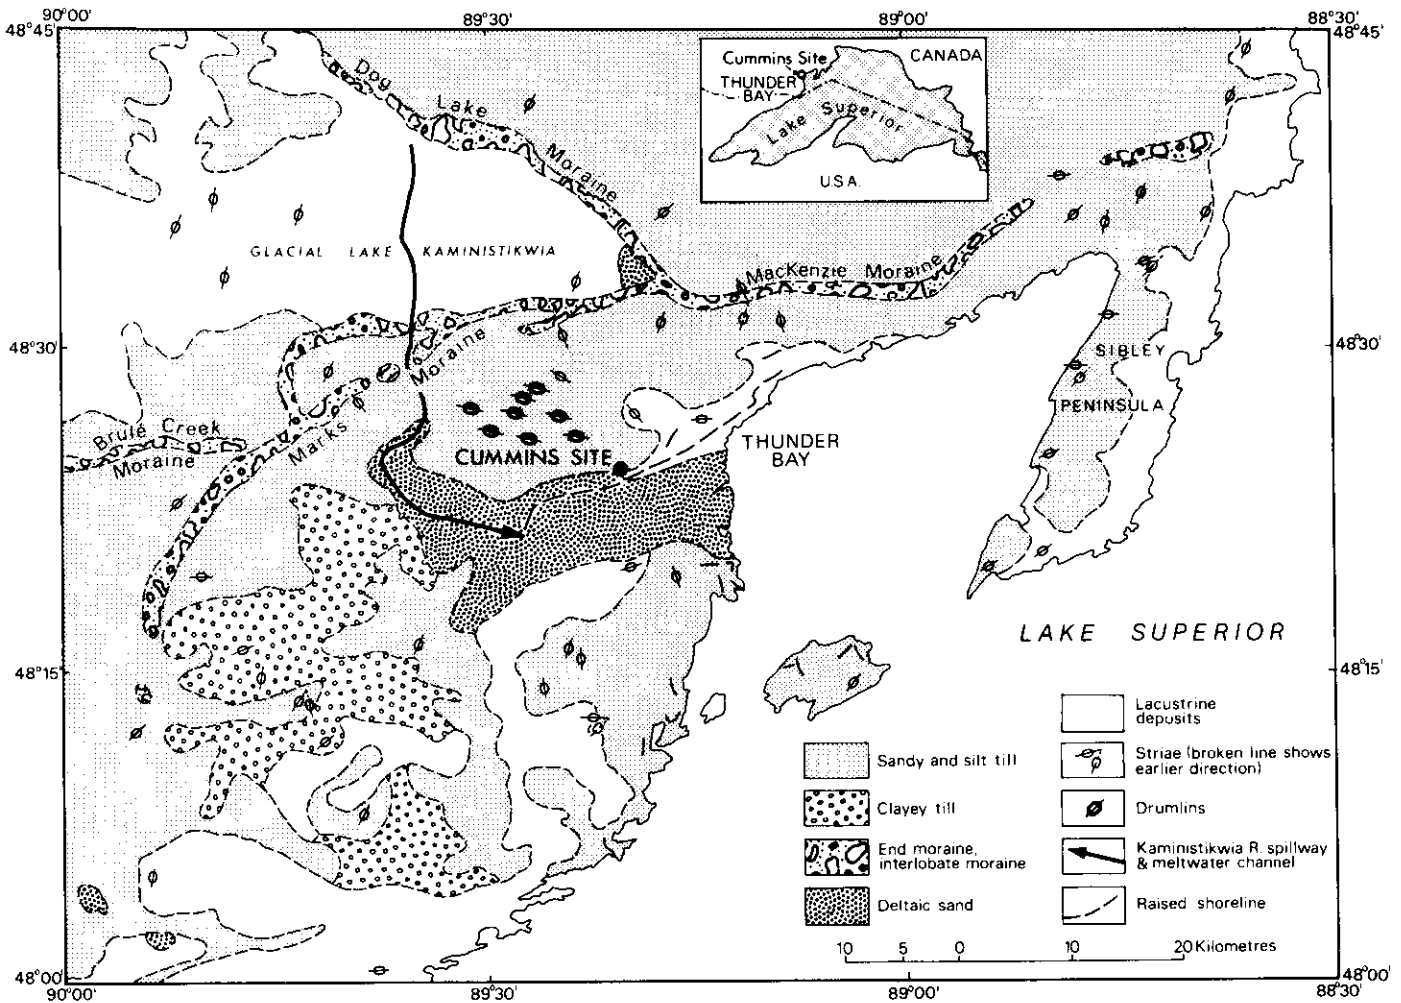 90°00'
89°30'
89°00'
88°30'
48°45'
48°45'
Dog
Lake
Moraine
Cummins Site
CANADA
THUNDER
BAY
Lake Superior
U.S.A.
GLACIAL LAKE KAMINISTIKWIA
MacKenzie Moraine
48°30'
48°30'
Moraine
Marks
SIBLEY
PENINSULA
Brulé Creek
Moraine
CUMMINS SITE
THUNDER
BAY
LAKE SUPERIOR
48°15'
48°15'
Sandy and silt till
Clayey till
End moraine,
interlobate moraine
Deltaic sand
Lacustrine
deposits
Striae (broken line shows
earlier direction)
Drumlins
Kaministikwia R. spillway
& meltwater channel
Raised shoreline
10 5 0 10 20 Kilometres
48°00'
48°00'
90°00'
89°30'
89°00'
88°30'